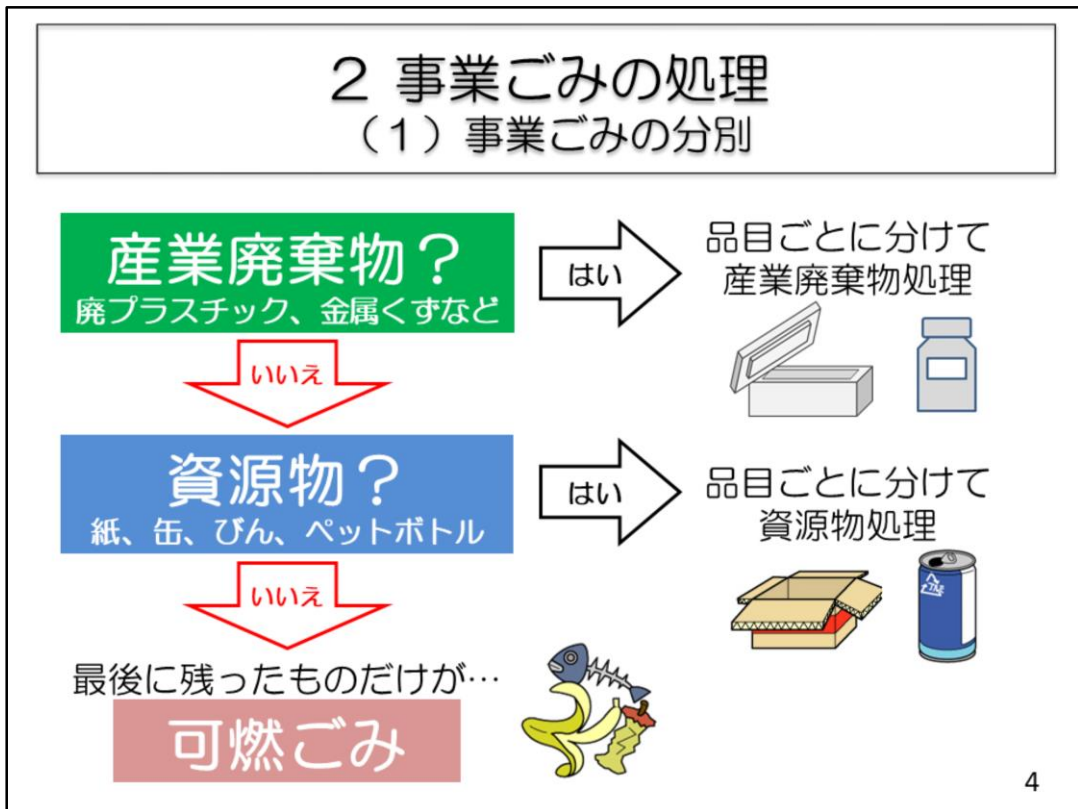 ２ 事業ごみの処理
（１）事業ごみの分別
産業廃棄物？
廃プラスチック、金属くずなど
はい
品目ごとに分けて
産業廃棄物処理
いいえ
資源物？
紙、缶、びん、ペットボトル
はい
品目ごとに分けて
資源物処理
いいえ
最後に残ったものだけが…
可燃ごみ
4